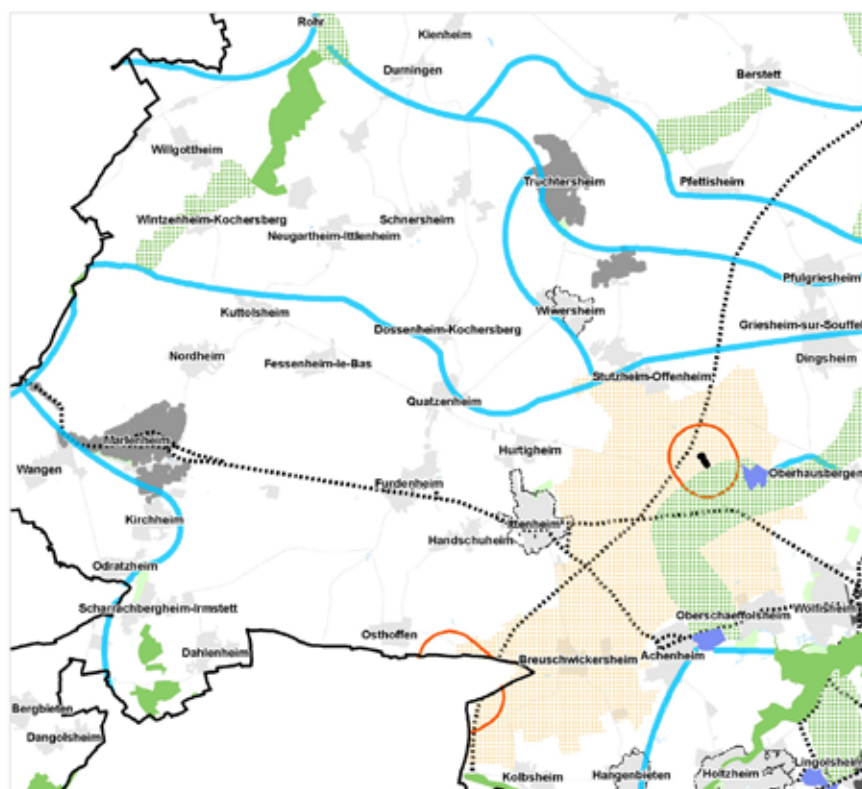 Rohr
Kienheim
Durningen
Berstett
Willgottheim
Truchtersheim
Pfettisheim
Wintzenheim-Kochersberg
Schnersheim
Neugartheim-Ittlenheim
Pfulgriesheim
Wiwersheim
Kuttolsheim
Dossenheim-Kochersberg
Griesheim-sur-Souffel
Nordheim
Fessenheim-le-Bas
Dingsheim
Stutzheim-Offenheim
Quatzenheim
Marlenheim
Hurtigheim
Wangen
Oberhausbergen
Furdenheim
Kirchheim
Ittenheim
Handschuheim
Odratzheim
Scharrachbergheim-Irmstett
Oberschaeffolsheim
Wolfisheim
Osthoffen
Dahlenheim
Breuschwickersheim
Achenheim
Bergbieten
Dangolsheim
Kolbsheim
Hangenbieten
Holtzheim
Lingolsheim